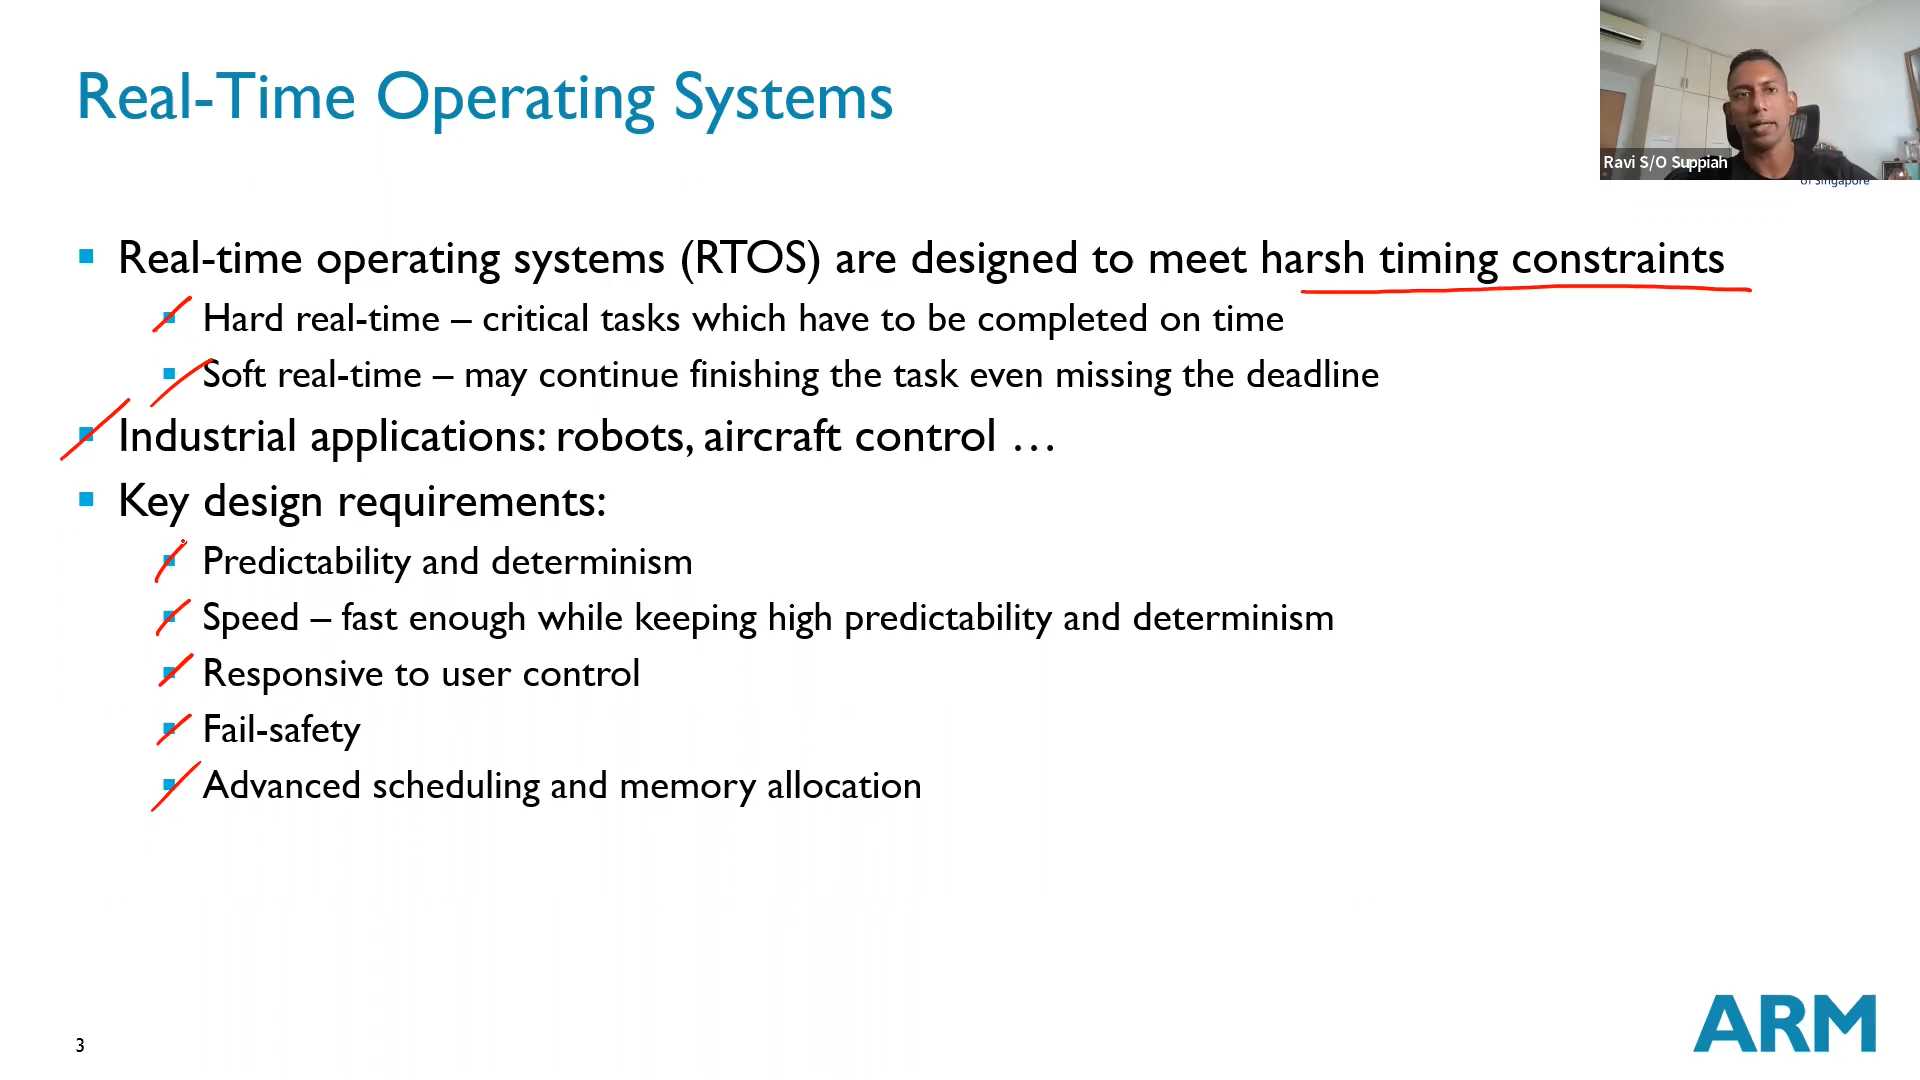 Real-Time Operating Systems
Ravi S/O Suppiah
of Singapore
Real-time operating systems (RTOS) are designed to meet harsh timing constraints
Hard real-time – critical tasks which have to be completed on time
Soft real-time – may continue finishing the task even missing the deadline
Industrial applications: robots, aircraft control …
Key design requirements:
Predictability and determinism
Speed – fast enough while keeping high predictability and determinism
Responsive to user control
Fail-safety
Advanced scheduling and memory allocation
3
ARM